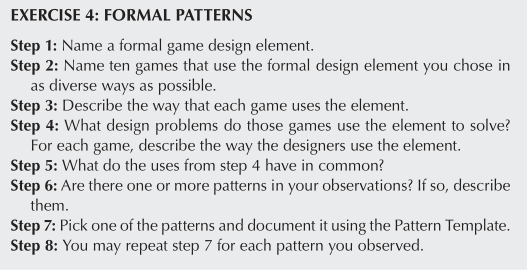 EXERCISE 4: FORMAL PATTERNS
Step 1: Name a formal game design element.
Step 2: Name ten games that use the formal design element you chose in
as diverse ways as possible.
Step 3: Describe the way that each game uses the element.
Step 4: What design problems do those games use the element to solve?
For each game, describe the way the designers use the element.
Step 5: What do the uses from step 4 have in common?
Step 6: Are there one or more patterns in your observations? If so, describe
them.
Step 7: Pick one of the patterns and document it using the Pattern Template.
Step 8: You may repeat step 7 for each pattern you observed.